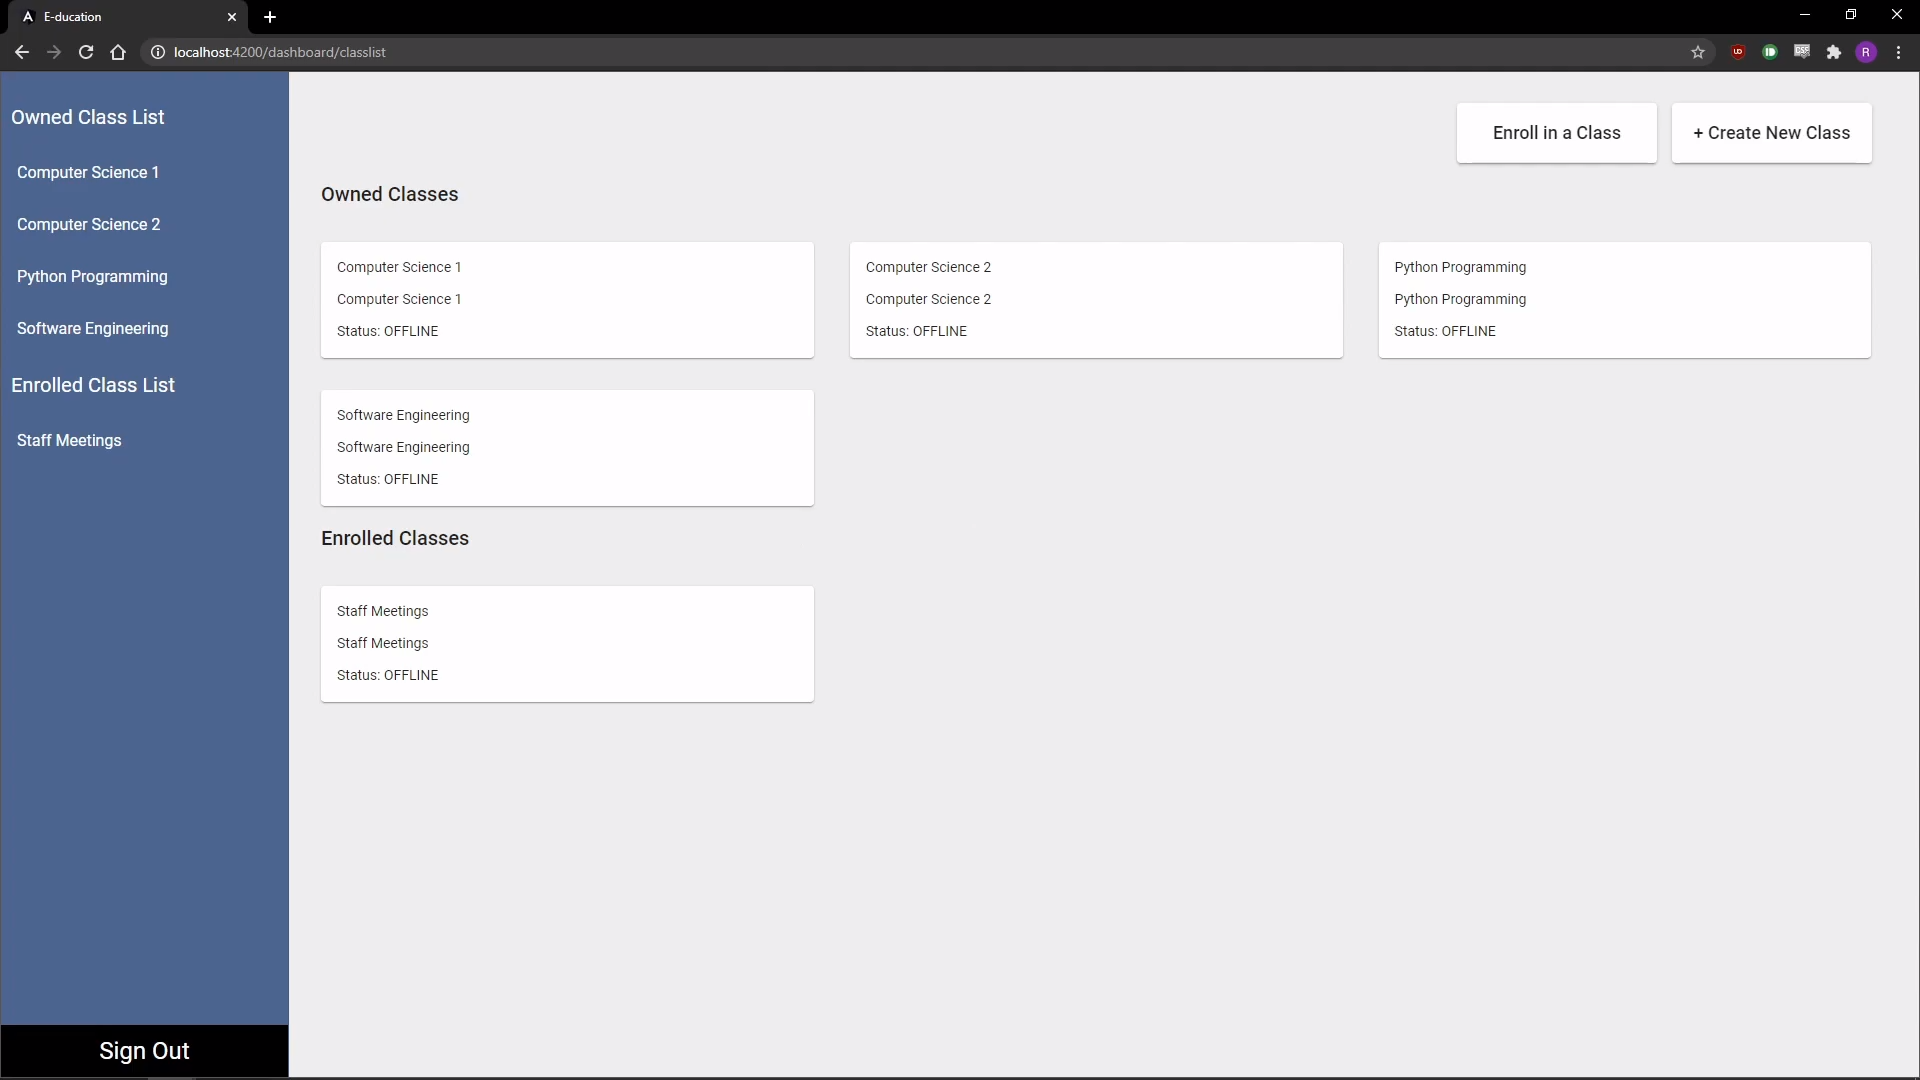 E-ducation
localhost:4200/dashboard/classlist
R
Owned Class List
Computer Science 1
Computer Science 2
Python Programming
Software Engineering
Enrolled Class List
Staff Meetings
Sign Out
Enroll in a Class
+ Create New Class
Owned Classes
Computer Science 1
Computer Science 1
Status: OFFLINE
Computer Science 2
Computer Science 2
Status: OFFLINE
Python Programming
Python Programming
Status: OFFLINE
Software Engineering
Software Engineering
Status: OFFLINE
Enrolled Classes
Staff Meetings
Staff Meetings
Status: OFFLINE